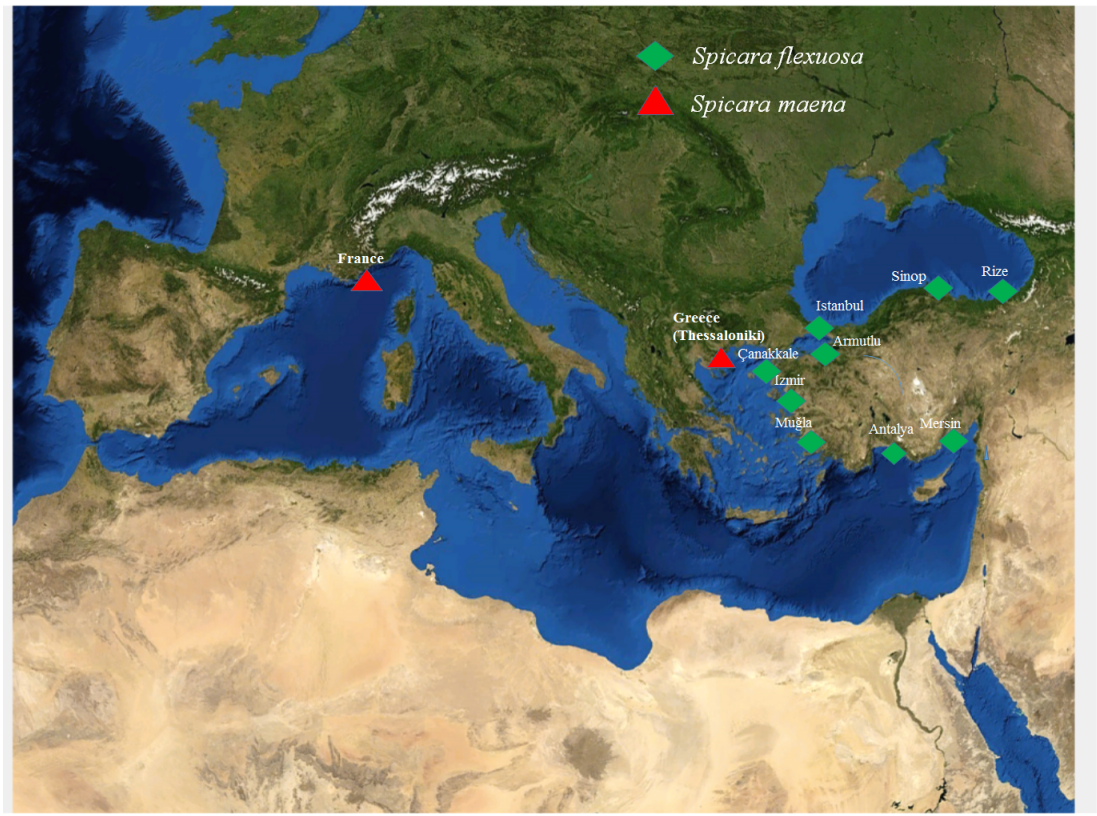 Spicara flexuosa
Spicara maena
France
Sinop
Rize
Istanbul
Greece
(Thessaloniki)
Armutlu
Çanakkale
Izmir
Muğla
Antalya
Mersin